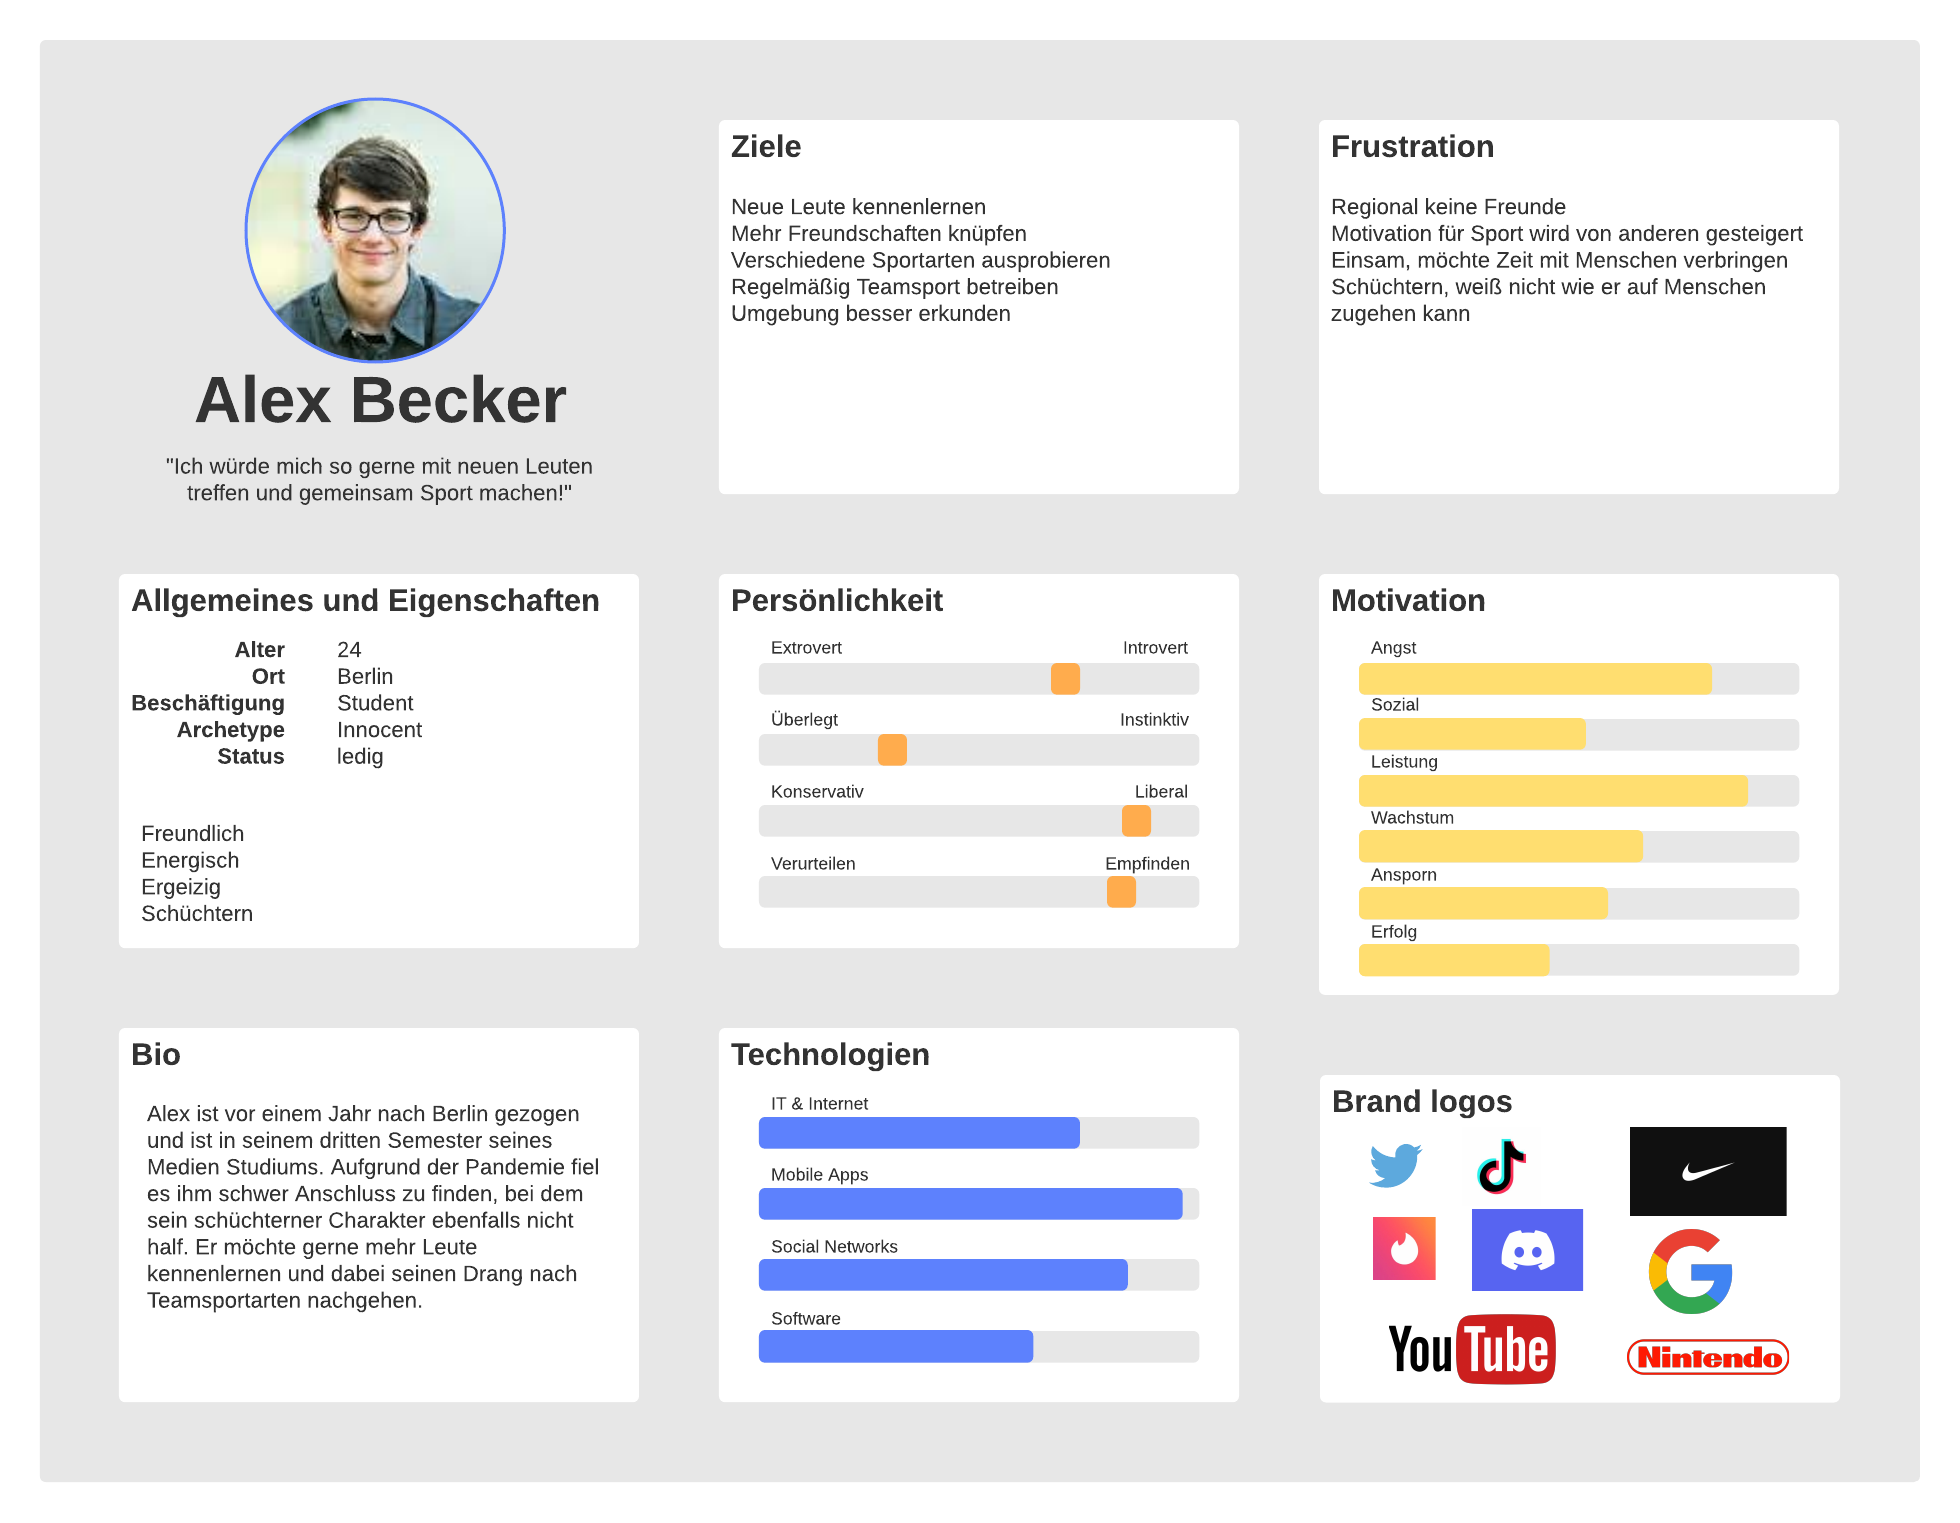 Alex Becker
"Ich würde mich so gerne mit neuen Leuten
treffen und gemeinsam Sport machen!"
Ziele
Neue Leute kennenlernen
Mehr Freundschaften knüpfen
Verschiedene Sportarten ausprobieren
Regelmäßig Teamsport betreiben
Umgebung besser erkunden
Frustration
Regional keine Freunde
Motivation für Sport wird von anderen gesteigert
Einsam, möchte Zeit mit Menschen verbringen
Schüchtern, weiß nicht wie er auf Menschen
zugehen kann
Allgemeines und Eigenschaften
Alter 24
Ort Berlin
Beschäftigung Student
Archetype Innocent
Status ledig
Freundlich
Energisch
Ergeizig
Schüchtern
Persönlichkeit
Extrovert Introvert
Überlegt Instinktiv
Konservativ Liberal
Verurteilen Empfinden
Motivation
Angst
Sozial
Leistung
Wachstum
Ansporn
Erfolg
Bio
Alex ist vor einem Jahr nach Berlin gezogen
und ist in seinem dritten Semester seines
Medien Studiums. Aufgrund der Pandemie fiel
es ihm schwer Anschluss zu finden, bei dem
sein schüchterner Charakter ebenfalls nicht
half. Er möchte gerne mehr Leute
kennenlernen und dabei seinen Drang nach
Teamsportarten nachgehen.
Technologien
IT & Internet
Mobile Apps
Social Networks
Software
Brand logos
YouTube
Nintendo